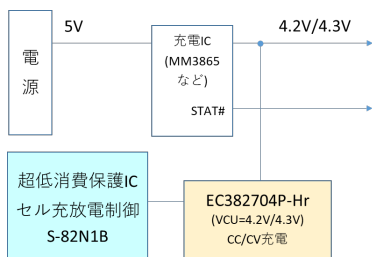 5V
4.2V/4.3V
電
源
充電IC
(MM3865
など)
STAT#
超低消費保護IC
セル充放電制御
S-82N1B
EC382704P-Hr
(VCU=4.2V/4.3V)
CC/CV充電